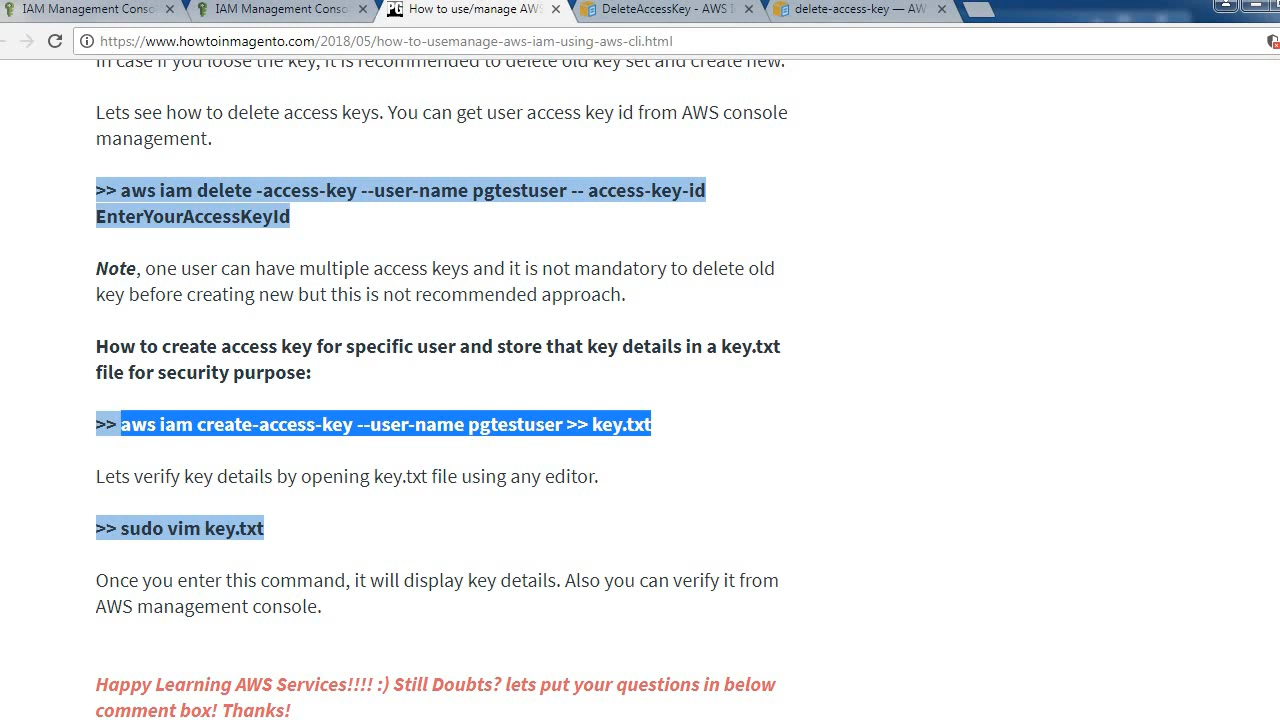 IAM Management Conso
IAM Management Conso
PG How to use/manage AWS
DeleteAccessKey - AWS I
delete-access-key — AW
https://www.howtoinmagento.com/2018/05/how-to-usemanage-aws-iam-using-aws-cli.html
In case if you loose the key, it is recommended to delete old key set and create new.
Lets see how to delete access keys. You can get user access key id from AWS console
management.
>> aws iam delete -access-key --user-name pgtestuser -- access-key-id
EnterYourAccessKeyId
Note, one user can have multiple access keys and it is not mandatory to delete old
key before creating new but this is not recommended approach.
How to create access key for specific user and store that key details in a key.txt
file for security purpose:
>> aws iam create-access-key --user-name pgtestuser >> key.txt
Lets verify key details by opening key.txt file using any editor.
>> sudo vim key.txt
Once you enter this command, it will display key details. Also you can verify it from
AWS management console.
Happy Learning AWS Services!!!! :) Still Doubts? lets put your questions in below
comment box! Thanks!